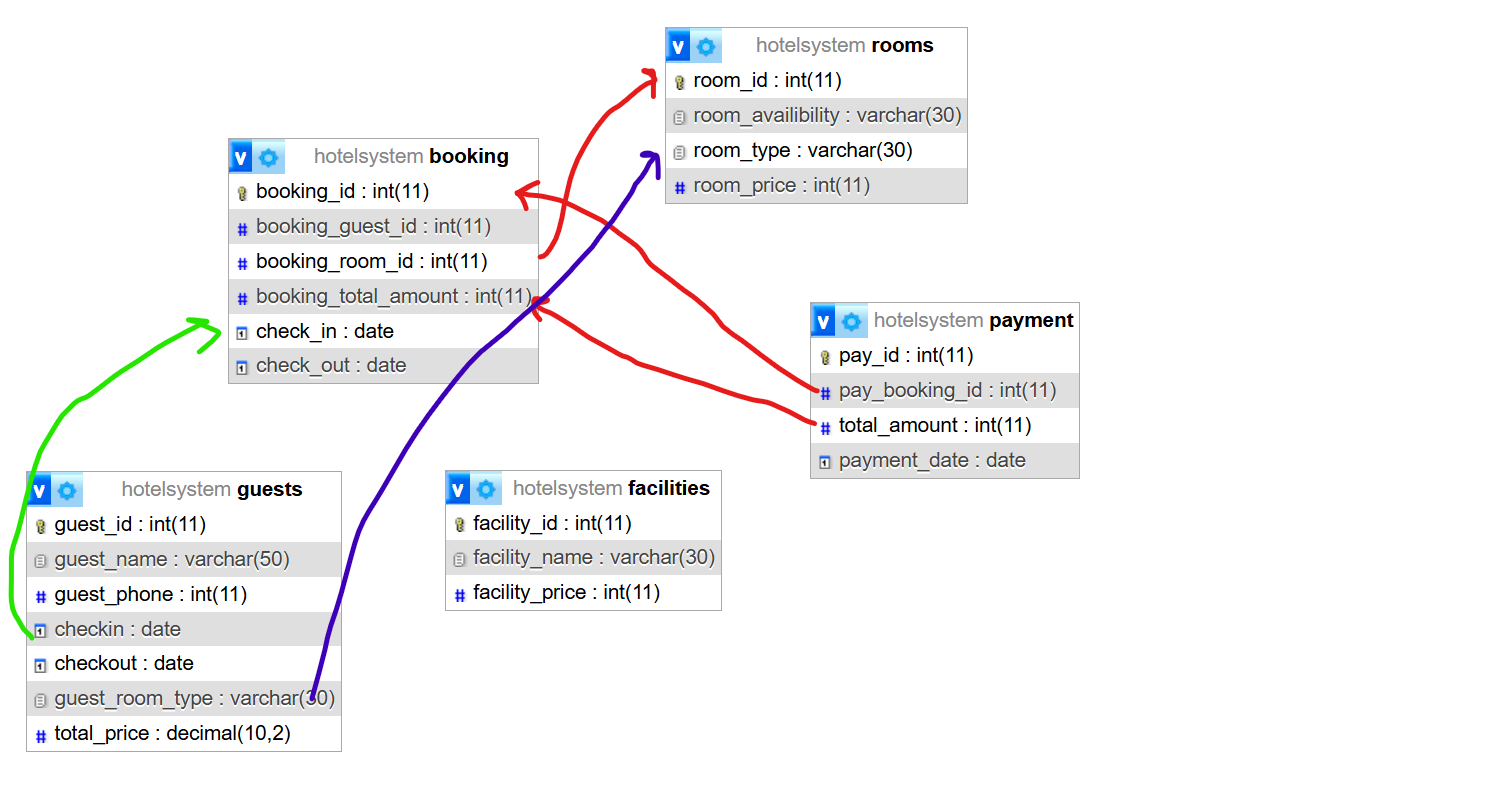 hotelsystem rooms
room_id : int(11)
room_availibility : varchar(30)
room_type : varchar(30)
room_price : int(11)
hotelsystem booking
booking_id : int(11)
booking_guest_id : int(11)
booking_room_id : int(11)
booking_total_amount : int(11)
check_in : date
check_out : date
hotelsystem payment
pay_id : int(11)
pay_booking_id : int(11)
total_amount : int(11)
payment_date : date
hotelsystem guests
guest_id : int(11)
guest_name : varchar(50)
guest_phone : int(11)
checkin : date
checkout : date
guest_room_type : varchar(30)
total_price : decimal(10,2)
hotelsystem facilities
facility_id : int(11)
facility_name : varchar(30)
facility_price : int(11)